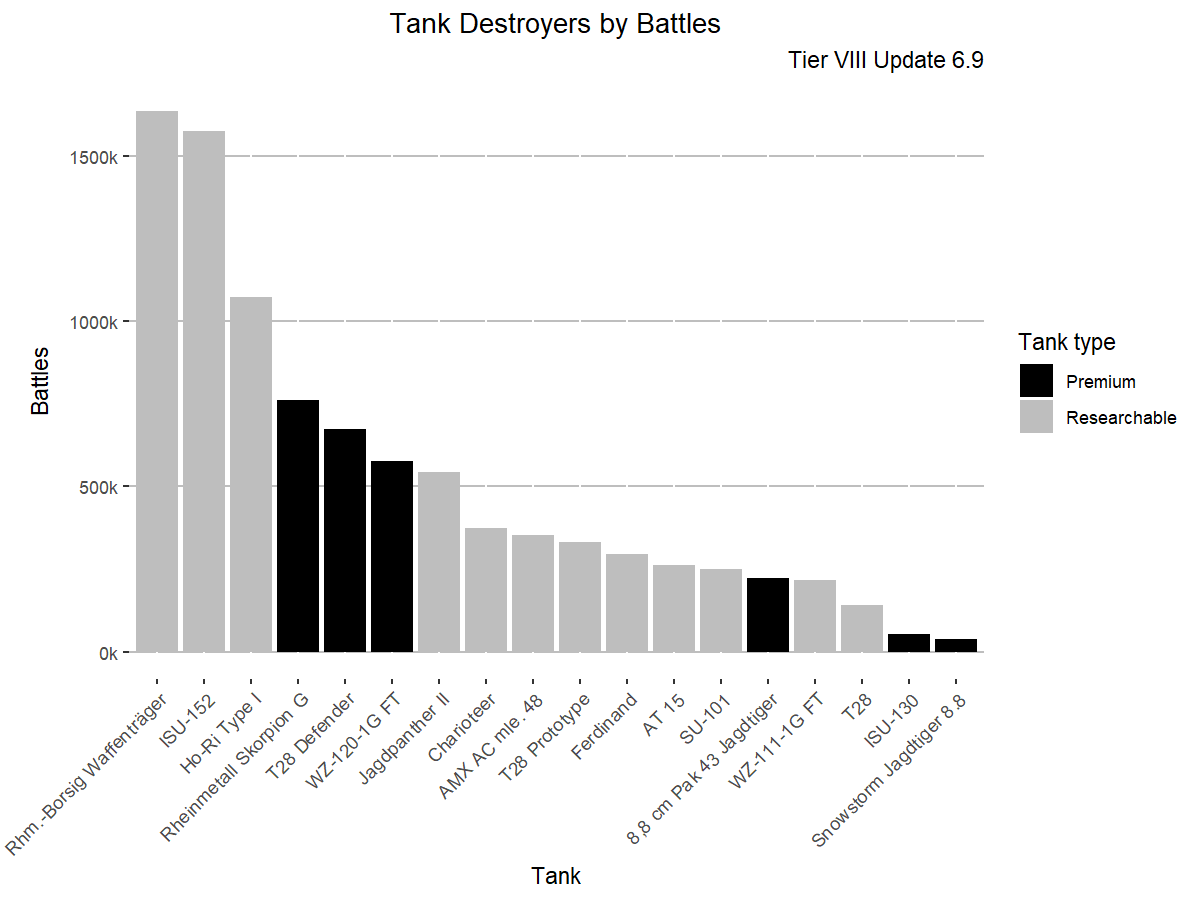 Tank Destroyers by Battles
Tier VIII Update 6.9
1500k
1000k
500k
0k
Battles
Rhm.-Borsig Waffenträger
ISU-152
Ho-Ri Type I
Rheinmetall Skorpion G
T28 Defender
WZ-120-1G FT
Jagdpanther II
Charioteer
AMX AC mle. 48
T28 Prototype
Ferdinand
AT 15
SU-101
8,8 cm Pak 43 Jagdtiger
WZ-111-1G FT
T28
ISU-130
Snowstorm Jagdtiger 8.8
Tank
Tank type
Premium
Researchable